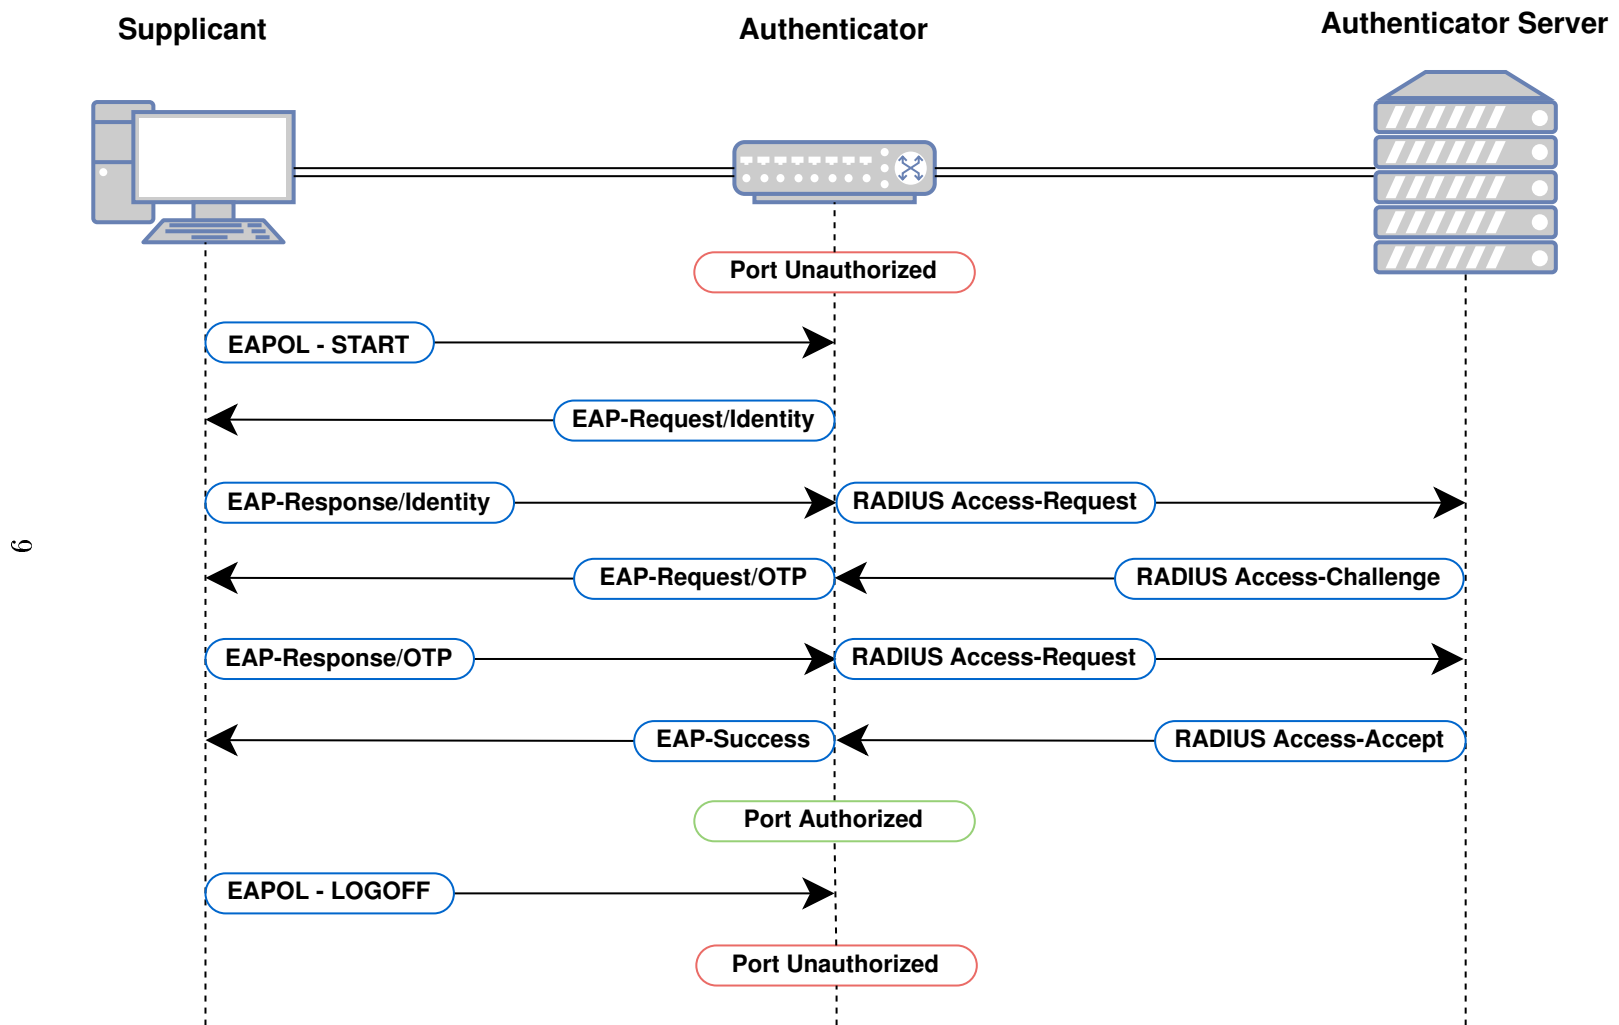 Supplicant
Authenticator
Authenticator Server
Port Unauthorized
EAPOL - START
EAP-Request/Identity
EAP-Response/Identity
RADIUS Access-Request
EAP-Request/OTP
RADIUS Access-Challenge
EAP-Response/OTP
RADIUS Access-Request
EAP-Success
RADIUS Access-Accept
Port Authorized
EAPOL - LOGOFF
Port Unauthorized
6